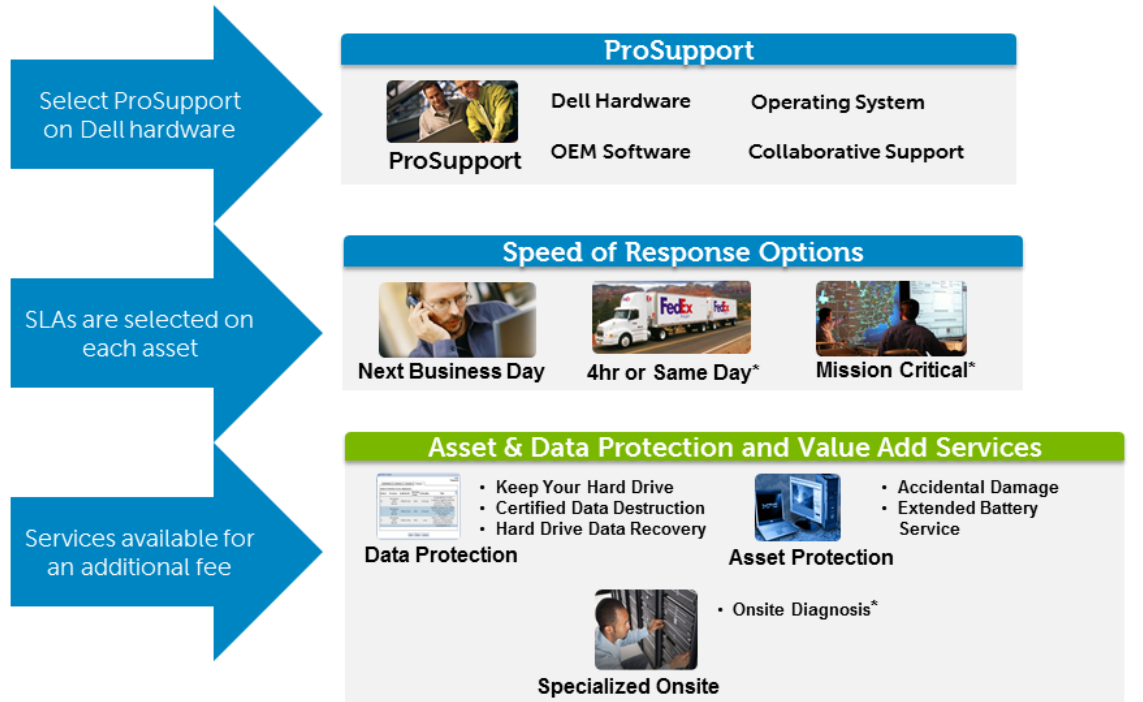 Select ProSupport
on Dell hardware
ProSupport
ProSupport
Dell Hardware
Operating System
OEM Software
Collaborative Support
SLAs are selected on
each asset
Speed of Response Options
FedEx
FedEx
Next Business Day
4hr or Same Day*
Mission Critical*
Services available for
an additional fee
Asset & Data Protection and Value Add Services
Data Protection
• Keep Your Hard Drive
• Certified Data Destruction
• Hard Drive Data Recovery
Asset Protection
• Accidental Damage
• Extended Battery
Service
Specialized Onsite
• Onsite Diagnosis*